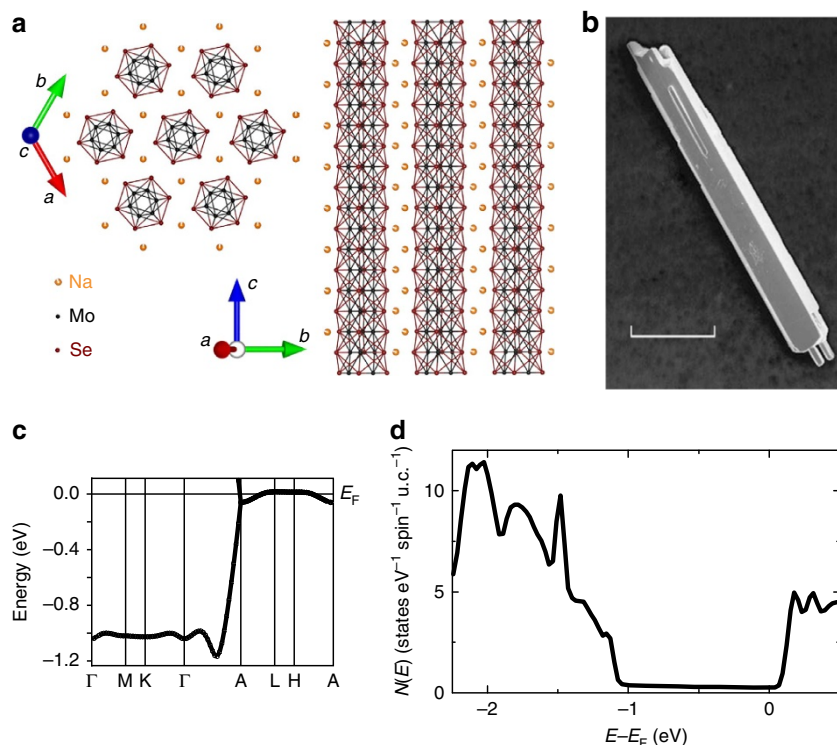 a
b
b
c
a
Na
Mo
Se
c
a
b
c
0.0
−0.4
−0.8
−1.2
Energy (eV)
E_F
Γ M K Γ A L H A
d
10
5
0
N(E) (states eV⁻¹ spin⁻¹ u.c.⁻¹)
−2 −1 0
E–E_F (eV)